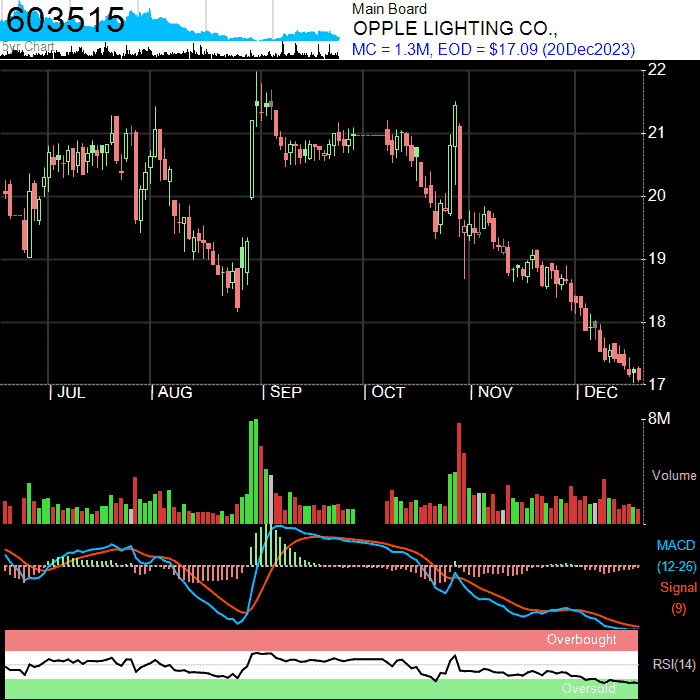 603515
5yr Chart
Main Board
OPPLE LIGHTING CO.,
MC = 1.3M, EOD = $17.09 (20Dec2023)
22
21
20
19
18
17
JUL
AUG
SEP
OCT
NOV
DEC
8M
Volume
MACD
(12-26)
Signal
(9)
Overbought
RSI(14)
Oversold